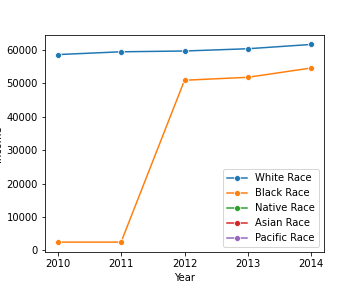 60000
50000
40000
30000
20000
10000
0
2010 2011 2012 2013 2014
Year
White Race
Black Race
Native Race
Asian Race
Pacific Race